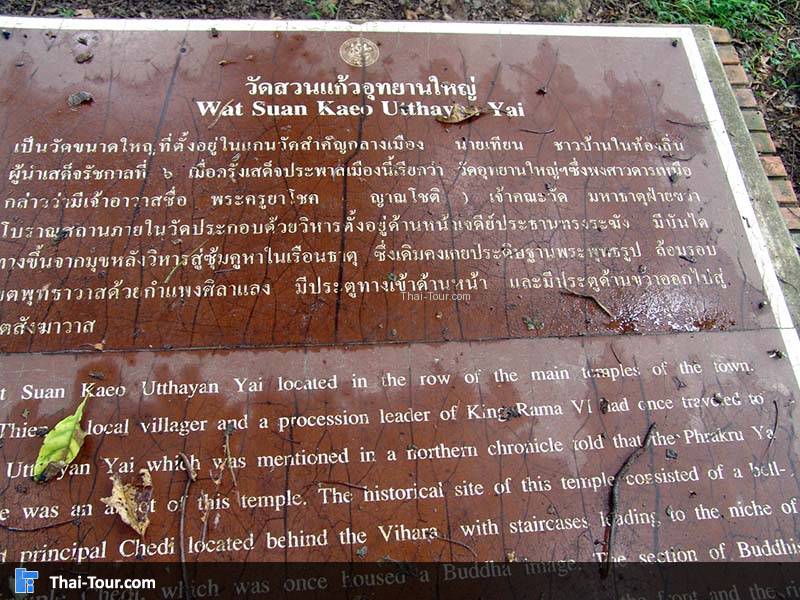 วัดสวนแก้วอุทยานใหญ่
Wat Suan Kaeo Utthayan Yai
เป็นวัดขนาดใหญ่ ที่ตั้งอยู่ในแกนวัดสำคัญกลางเมือง นายเทียน ชาวบ้านในท้องถิ่น
ผู้นำเสด็จรัชกาลที่ ๖ เมื่อครั้งเสด็จประพาสเมืองนี้เรียกว่า วัดอุทยานใหญ่ฯซึ่งพงศาวดารเหนือ
กล่าวว่ามีเจ้าอาวาสชื่อ พระครูยาโชค ญาณโชติ ) เจ้าคณะวัด มหาธาตุฝ่ายขวา
โบราณสถานภายในวัดประกอบด้วยวิหารตั้งอยู่ด้านหน้าเจดีย์ประธานทรงระฆัง มีบันได
ทางขึ้นจากมุขหลังวิหารสู่ซุ้มคูหาในเรือนธาตุ ซึ่งเดิมคงเคยประดิษฐานพระพุทธรูป ล้อมรอบ
เขตพุทธาวาสด้วยกำแพงศิลาแลง มีประตูทางเข้าด้านหน้า และมีประตูด้านขวาออกไปสู่
เขตสังฆาวาส
Thai-Tour.com
Suan Kaeo Utthayan Yai located in the row of the main temples of the town.
local villager and a procession leader of King Rama VI had once traveled to
Yai which was mentioned in a northern chronicle told that the Phrakru Ya
was an of this temple. The historical site of this temple consisted of a bell-
principal Chedi located behind the Vihara with staircases leading to the niche of
which was once housed a Buddha image. The section of
front and the
Thai-Tour.com